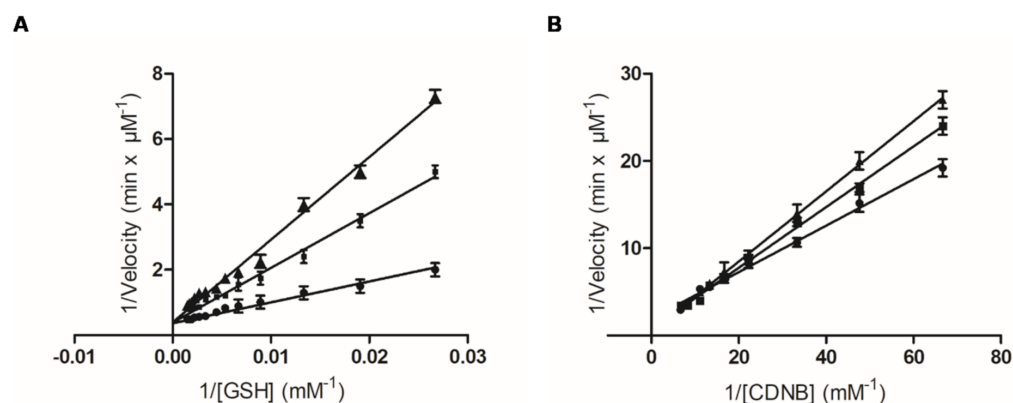 A
B
1/Velocity (min x μM⁻¹)
8
6
4
2
-0.01
0.00
0.01
0.02
0.03
1/[GSH] (mM⁻¹)
1/Velocity (min x μM⁻¹)
30
20
10
0
20
40
60
80
1/[CDNB] (mM⁻¹)